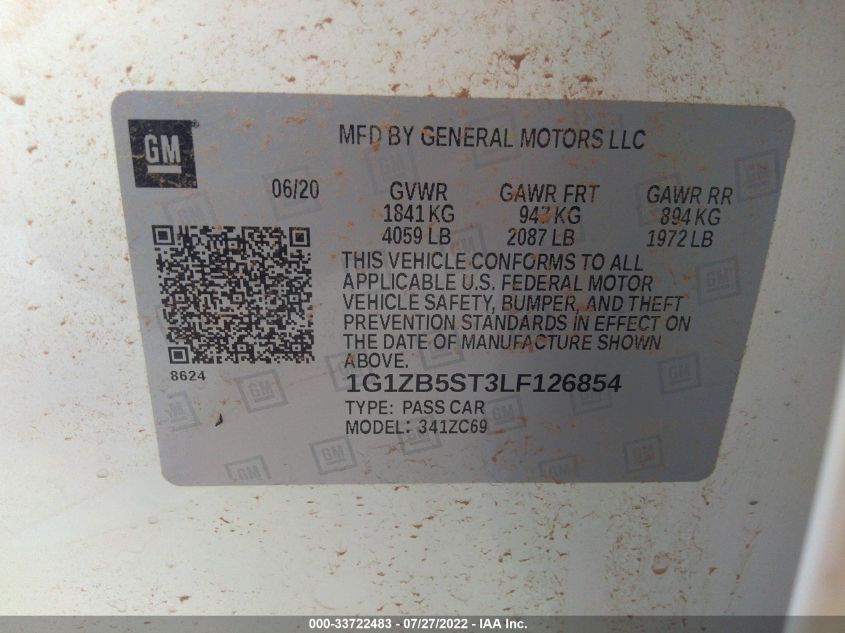 GM
MFD BY GENERAL MOTORS LLC
06/20 GVWR GAWR FRT GAWR RR
1841 KG 947 KG 894 KG
4059 LB 2087 LB 1972 LB
THIS VEHICLE CONFORMS TO ALL
APPLICABLE U.S. FEDERAL MOTOR
VEHICLE SAFETY, BUMPER, AND THEFT
PREVENTION STANDARDS IN EFFECT ON
THE DATE OF MANUFACTURE SHOWN
ABOVE.
8624
1G1ZB5ST3LF126854
TYPE: PASS CAR
MODEL: 341ZC69
000-33722483 - 07/27/2022 - IAA Inc.